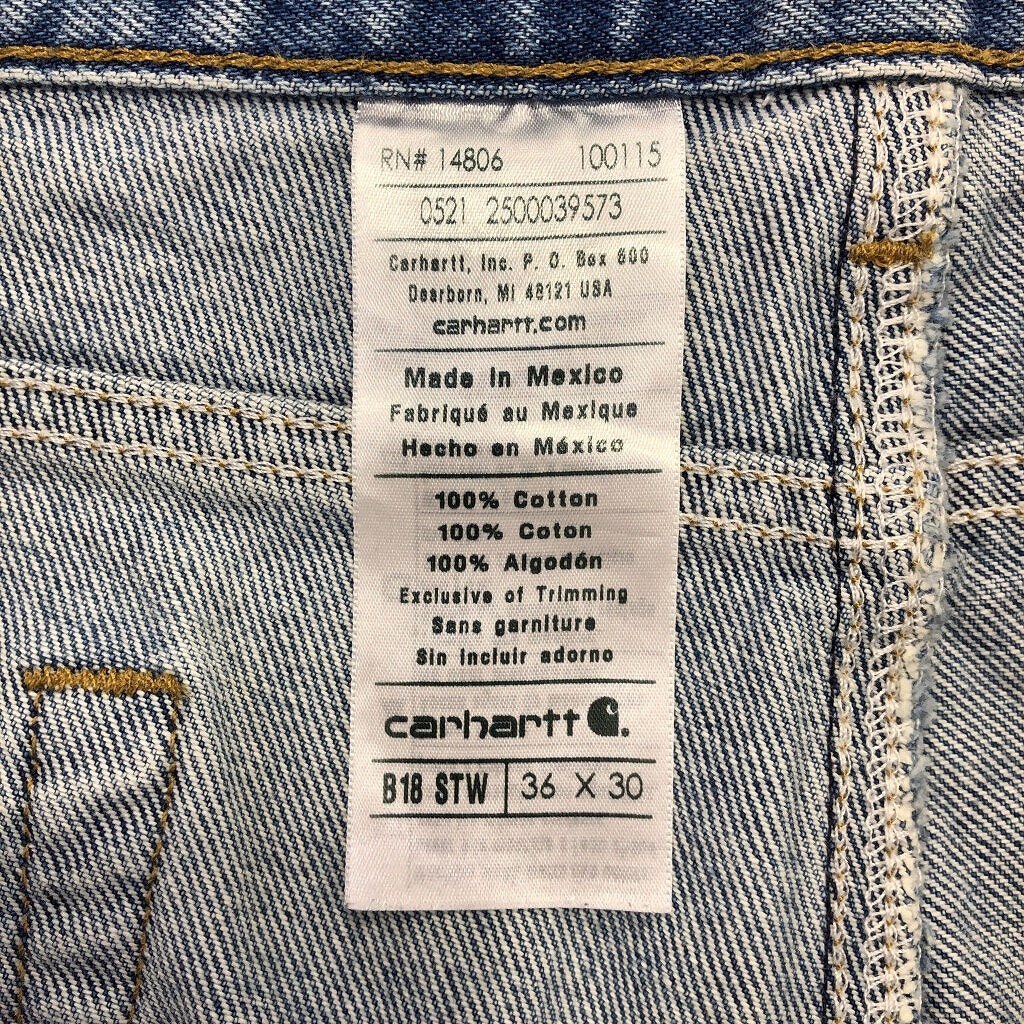 RN# 14806 100115
0521 2500039573
Carhartt, Inc. P. O. Box 600
Dearborn, MI 48121 USA
carhartt.com
Made In Mexico
Fabriqué au Mexique
Hecho en México
100% Cotton
100% Coton
100% Algodón
Exclusive of Trimming
Sans garniture
Sin incluir adorno
carhartt
B18 STW 36 X 30